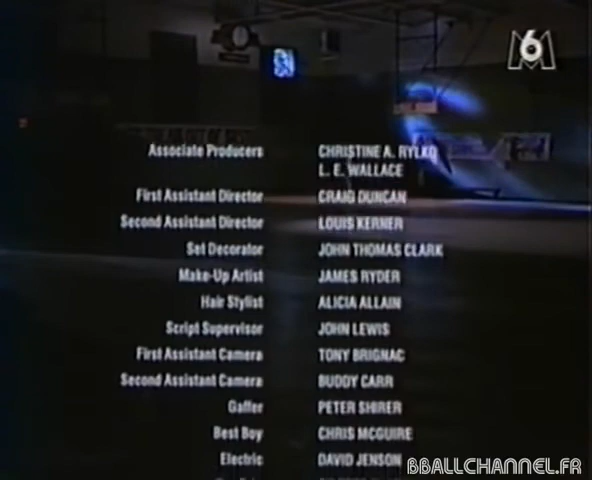 M6
Associate Producers CHRISTINE A. RYLKO
L. E. WALLACE
First Assistant Director CRAIG DUNCAN
Second Assistant Director LOUIS KERNER
Set Decorator JOHN THOMAS CLARK
Make-Up Artist JAMES RYDER
Hair Stylist ALICIA ALLAIN
Script Supervisor JOHN LEWIS
First Assistant Camera TONY BRIGNAC
Second Assistant Camera BUDDY CARR
Gaffer PETER SHIRER
Best Boy CHRIS MCGUIRE
Electric DAVID JENSON
BBALLCHANNEL.FR